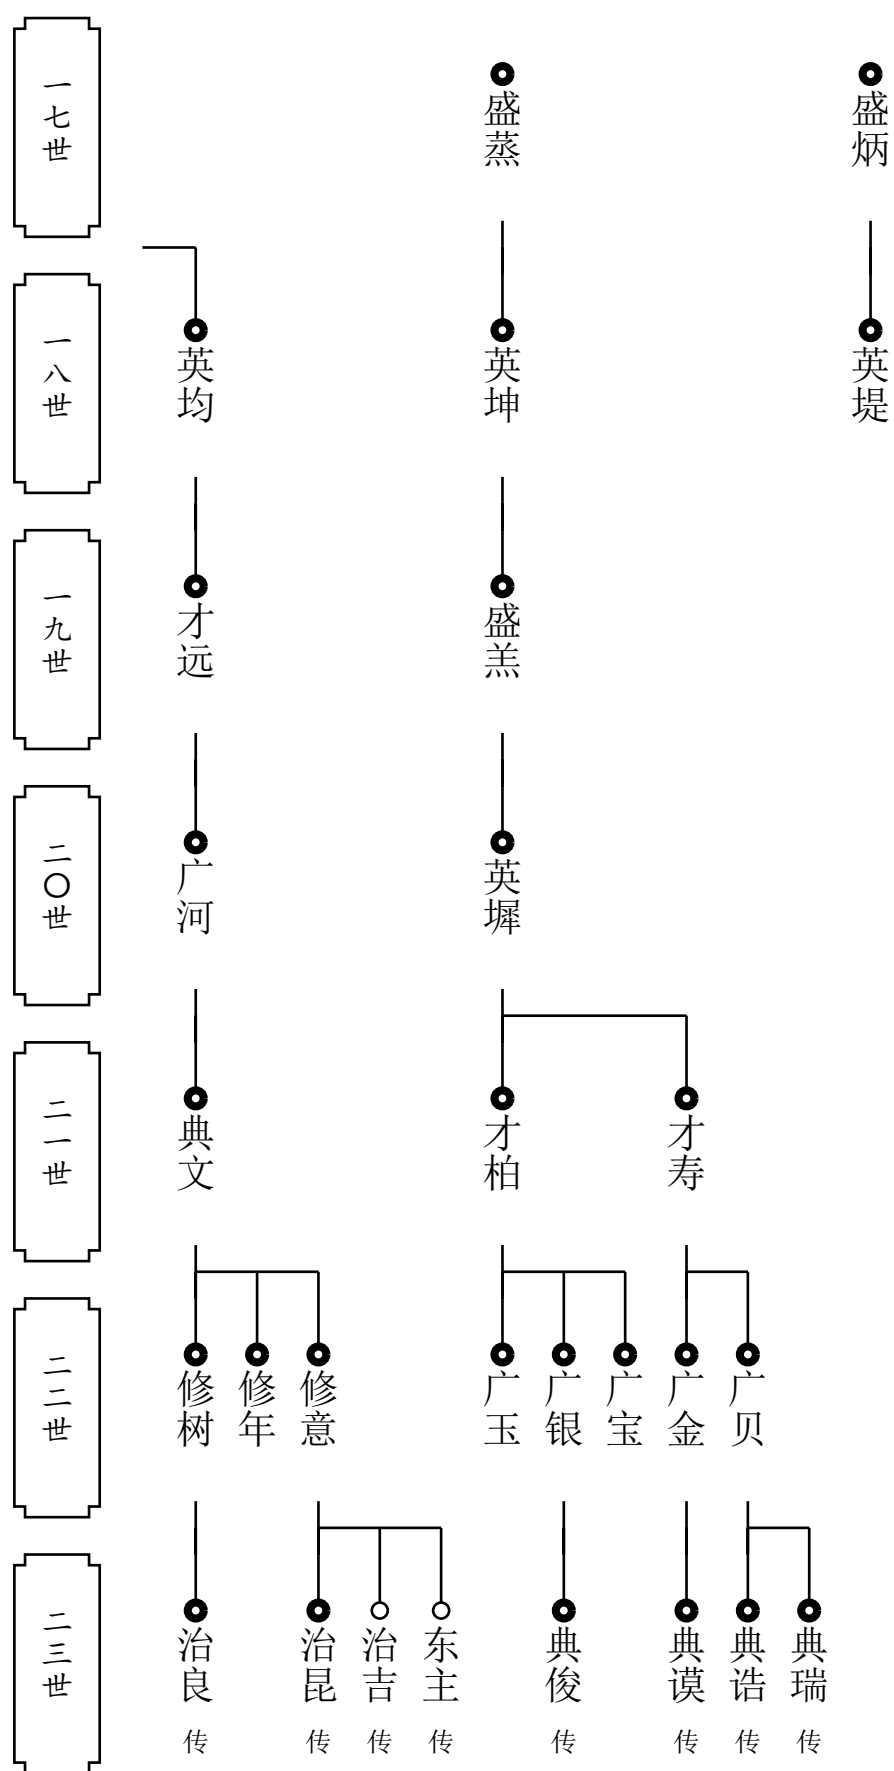 一七世
盛蒸
盛炳
一八世
英均
英坤
英堤
一九世
才远
盛羔
二〇世
广河
英墀
二一世
典文
才柏
才寿
二二世
修树
修年
修意
广玉
广银
广宝
广金
广贝
二三世
治良
治昆
治吉
东主
典俊
典谟
典诰
典瑞
传
传
传
传
传
传
传
传